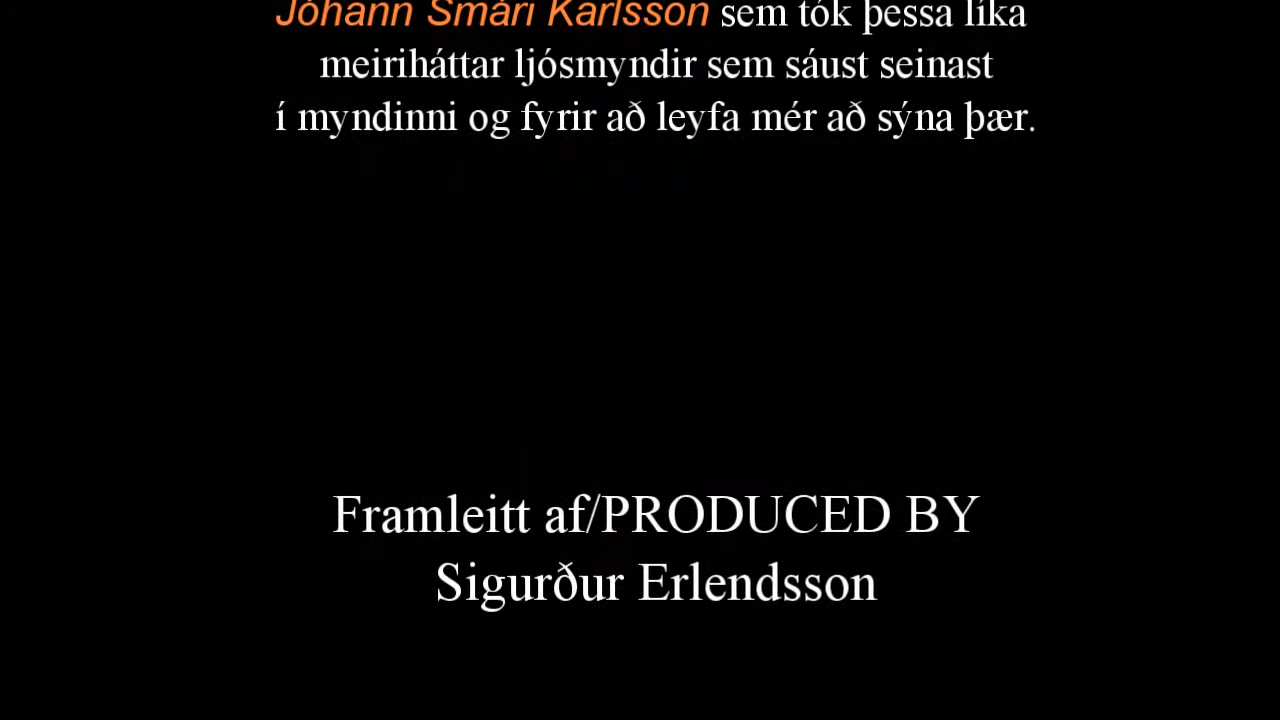 Jóhann Smári Karlsson sem tók þessa líka
meiriháttar ljósmyndir sem sáust seinast
í myndinni og fyrir að leyfa mér að sýna þær.
Framleitt af/PRODUCED BY
Sigurður Erlendsson